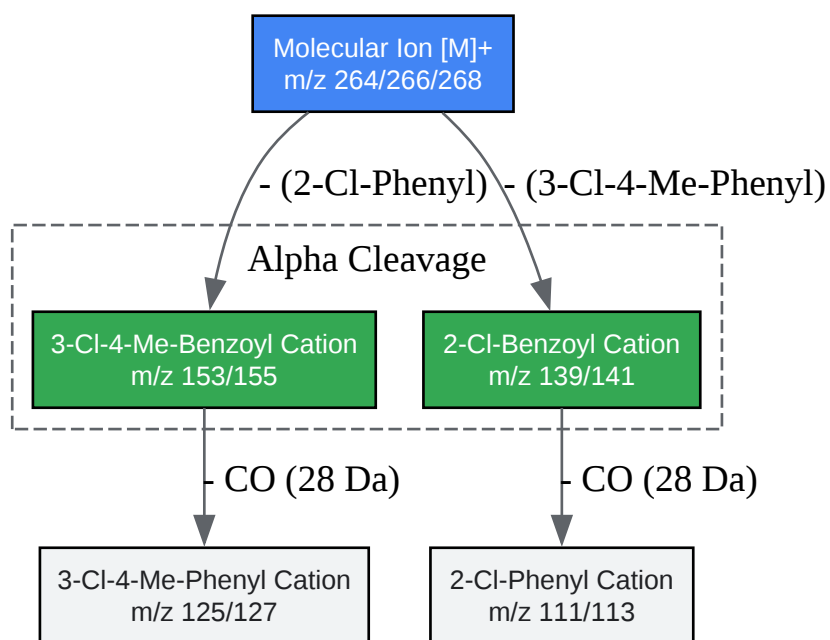 Molecular Ion [M]+
m/z 264/266/268
- (2-Cl-Phenyl)
- (3-Cl-4-Me-Phenyl)
Alpha Cleavage
3-Cl-4-Me-Benzoyl Cation
m/z 153/155
2-Cl-Benzoyl Cation
m/z 139/141
- CO (28 Da)
- CO (28 Da)
3-Cl-4-Me-Phenyl Cation
m/z 125/127
2-Cl-Phenyl Cation
m/z 111/113